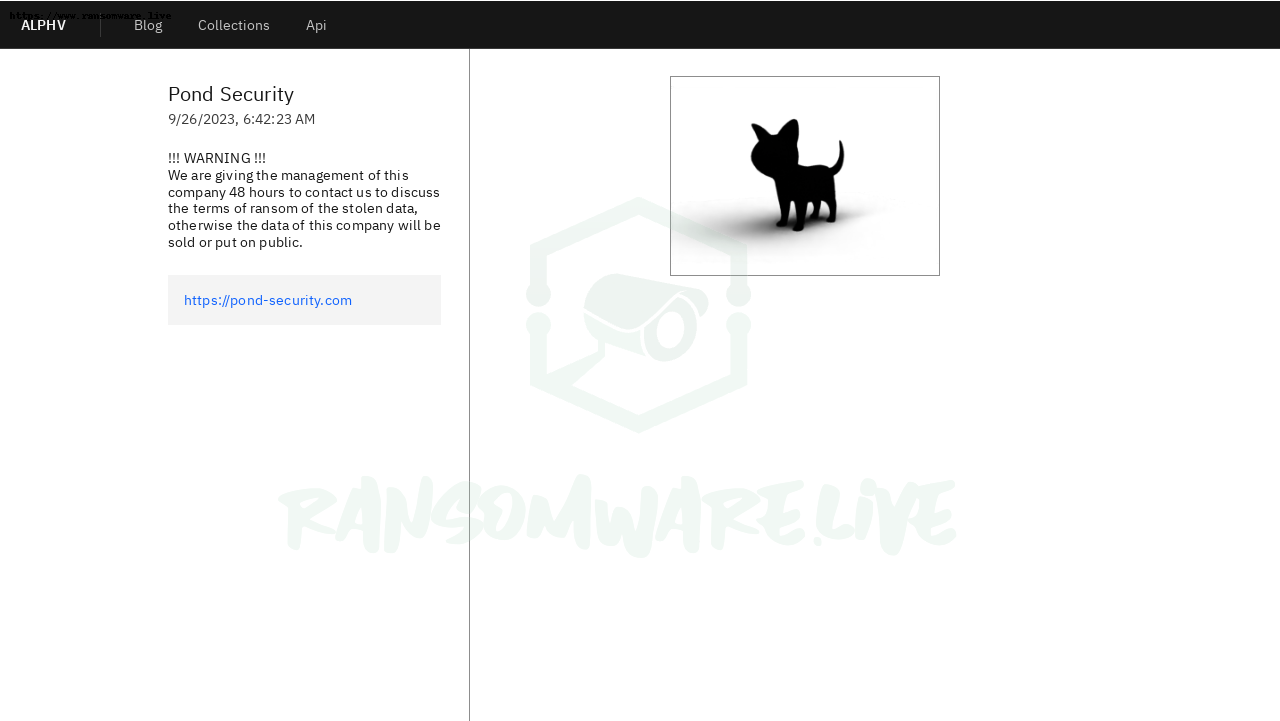 https://www.ransomware.live
ALPHV
Blog
Collections
Api
Pond Security
9/26/2023, 6:42:23 AM
!!! WARNING !!!
We are giving the management of this
company 48 hours to contact us to discuss
the terms of ransom of the stolen data,
otherwise the data of this company will be
sold or put on public.
https://pond-security.com
RANSOMWARE.LIVE